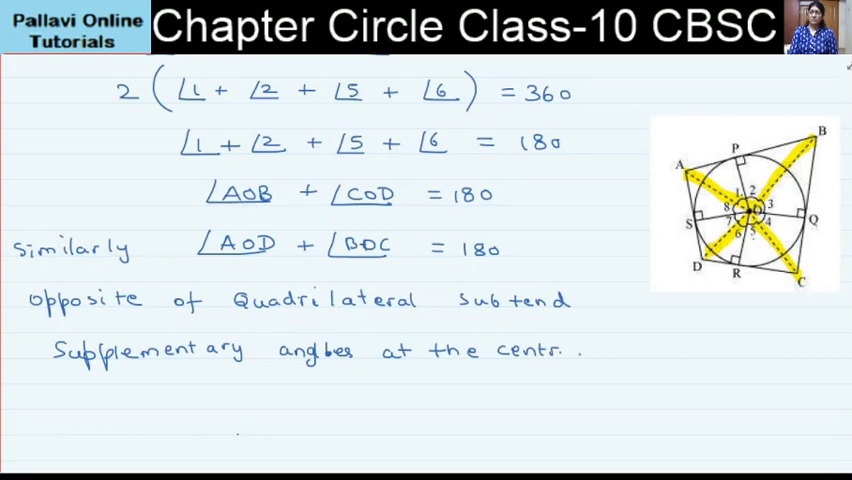 Pallavi Online
Tutorials
Chapter Circle Class-10 CBSC
2 ( ∠1 + ∠2 + ∠5 + ∠6 ) = 360
∠1 + ∠2 + ∠5 + ∠6 = 180
∠AOB + ∠COD = 180
Similarly ∠AOD + ∠BOC = 180
opposite of Quadrilateral subtend
Supplementary angles at the centr.
B
P
A
1 2
8 O 3
S 7 4 Q
6 5
D
R
C